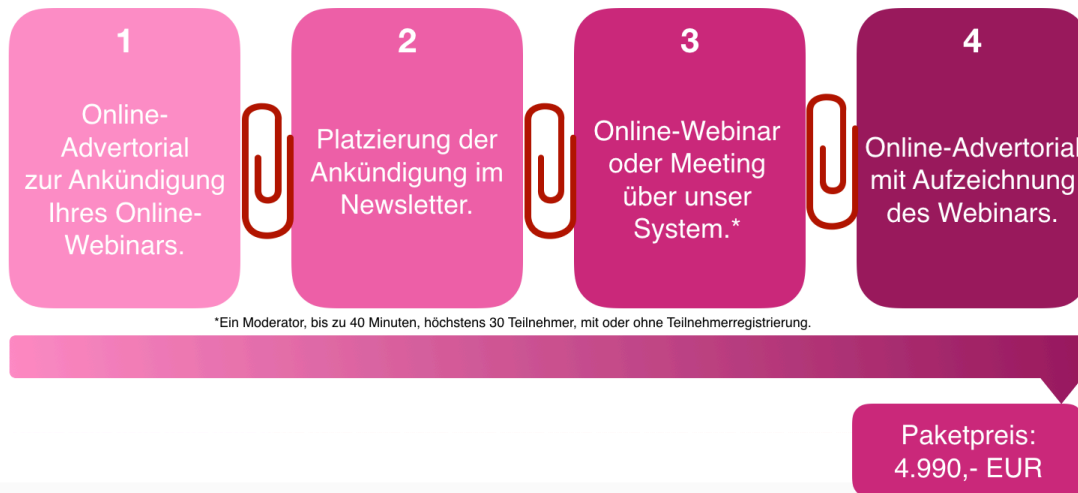 1
Online-
Advertorial
zur Ankündigung
Ihres Online-
Webinars.
2
Platzierung der
Ankündigung im
Newsletter.
3
Online-Webinar
oder Meeting
über unser
System.*
4
Online-Advertorial
mit Aufzeichnung
des Webinars.
*Ein Moderator, bis zu 40 Minuten, höchstens 30 Teilnehmer, mit oder ohne Teilnehmerregistrierung.
Paketpreis:
4.990,- EUR